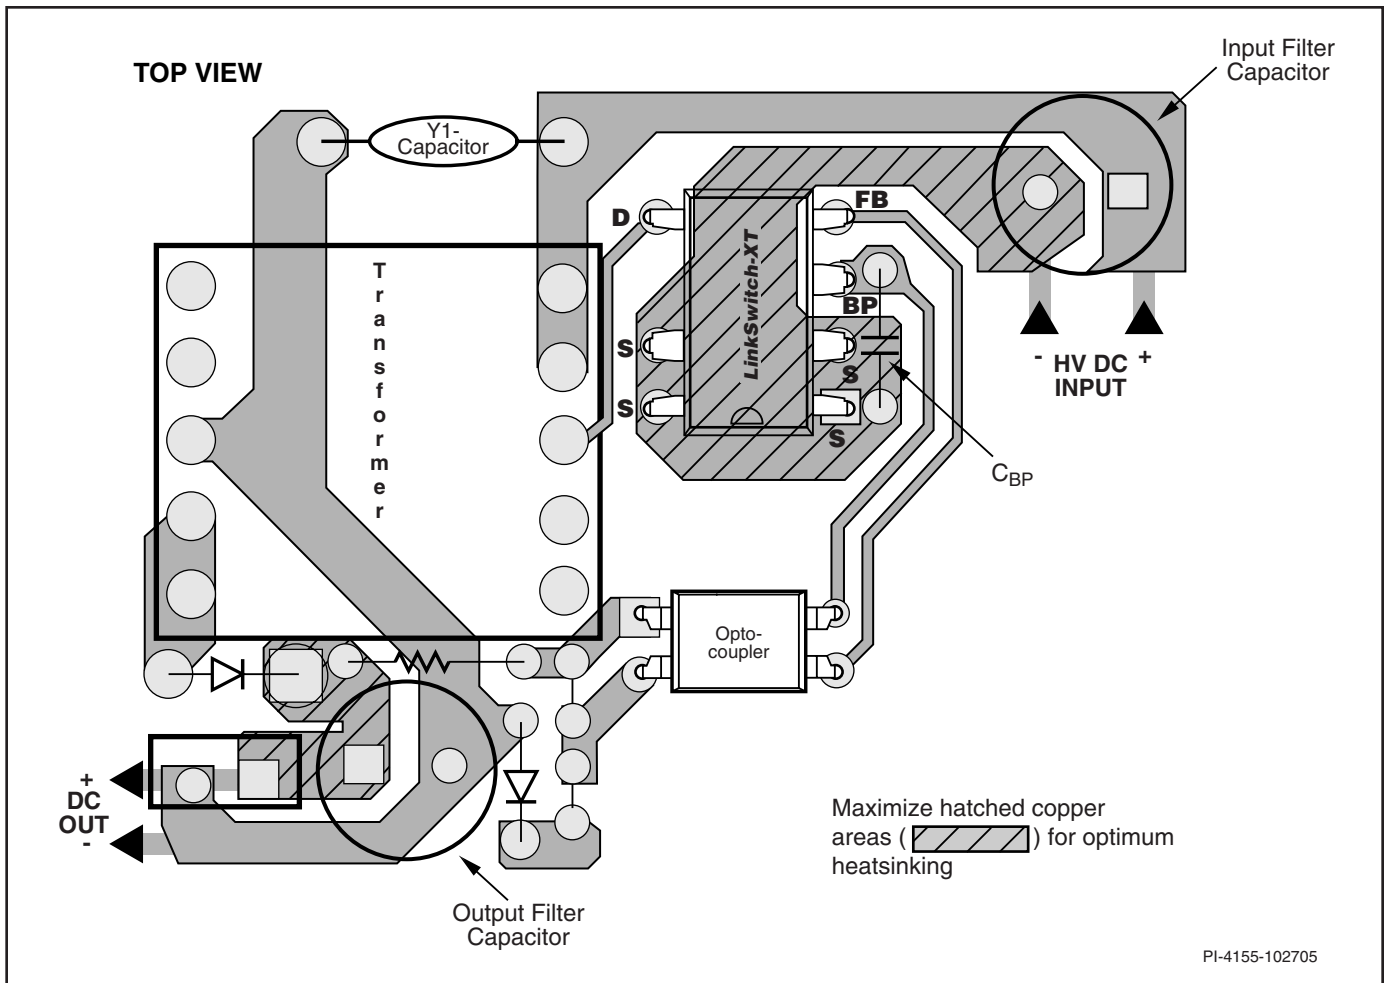 TOP VIEW
Input Filter
Capacitor
Y1-
Capacitor
D
FB
Transformer
LinkSwitch-XT
BP
S
S
S
S
- HV DC +
INPUT
CBP
Opto-
coupler
+
DC
OUT
-
Maximize hatched copper
areas ( ) for optimum
heatsinking
Output Filter
Capacitor
PI-4155-102705